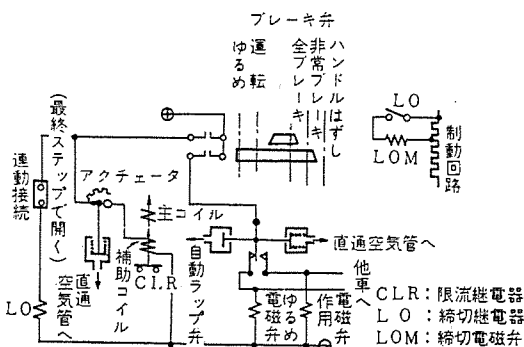 ブレーキ弁
ゆるめ
運転
全ブレーキ
非常ブレーキ
ハンドルはずし
LO
LOM
制動回路
(最終ステップで開く)
連動接続
アクチェータ
主コイル
補助コイル
CLR
直通空気管へ
自動ラップ弁
直通空気管へ
他車へ
LO
ゆるめ電磁弁
作用電磁弁
CLR:限流継電器
LO:締切継電器
LOM:締切電磁弁